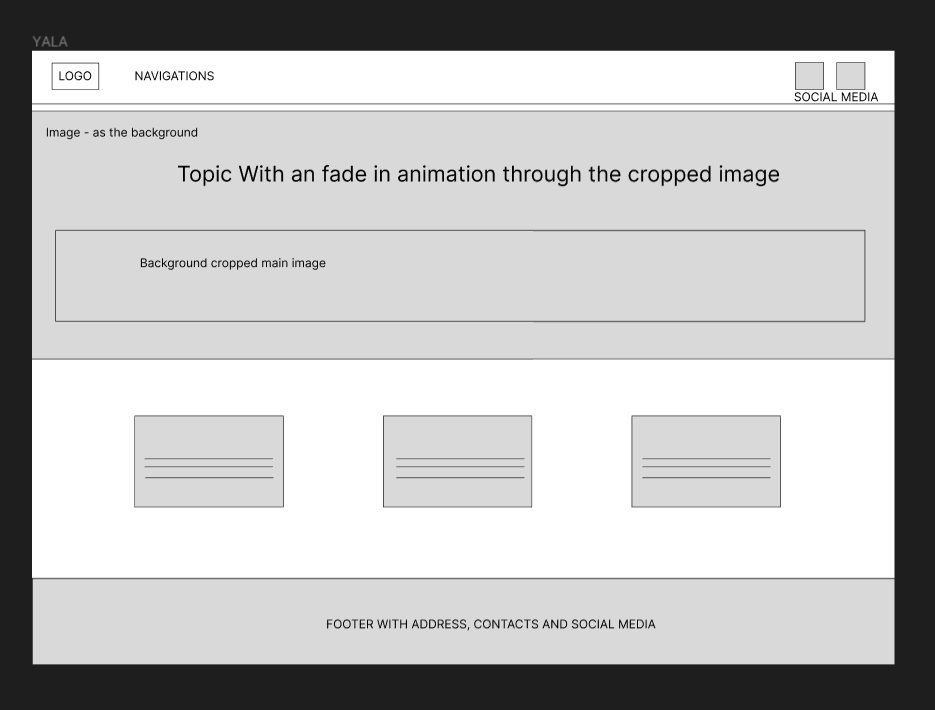 YALA
LOGO
NAVIGATIONS
SOCIAL MEDIA
Image - as the background
Topic With an fade in animation through the cropped image
Background cropped main image
FOOTER WITH ADDRESS, CONTACTS AND SOCIAL MEDIA